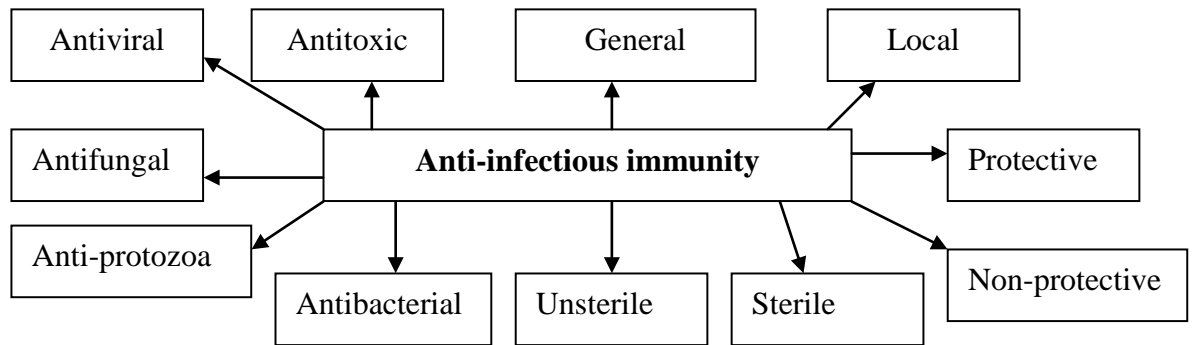 Antiviral
Antitoxic
General
Local
Antifungal
Anti-infectious immunity
Protective
Anti-protozoa
Antibacterial
Unsterile
Sterile
Non-protective